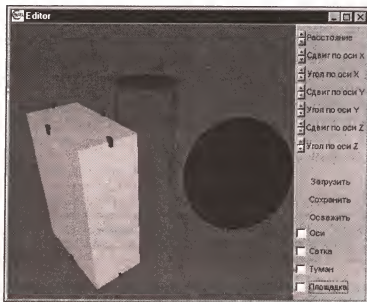 Editor
Расстояние
Сдвиг по оси X
Угол по оси X
Сдвиг по оси Y
Угол по оси Y
Сдвиг по оси Z
Угол по оси Z
Загрузить
Сохранить
Освежить
Оси
Сетка
Туман
Площадка